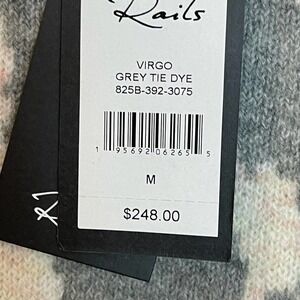 Rails
VIRGO
GREY TIE DYE
825B-392-3075
1 95692 06265 5
M
$248.00